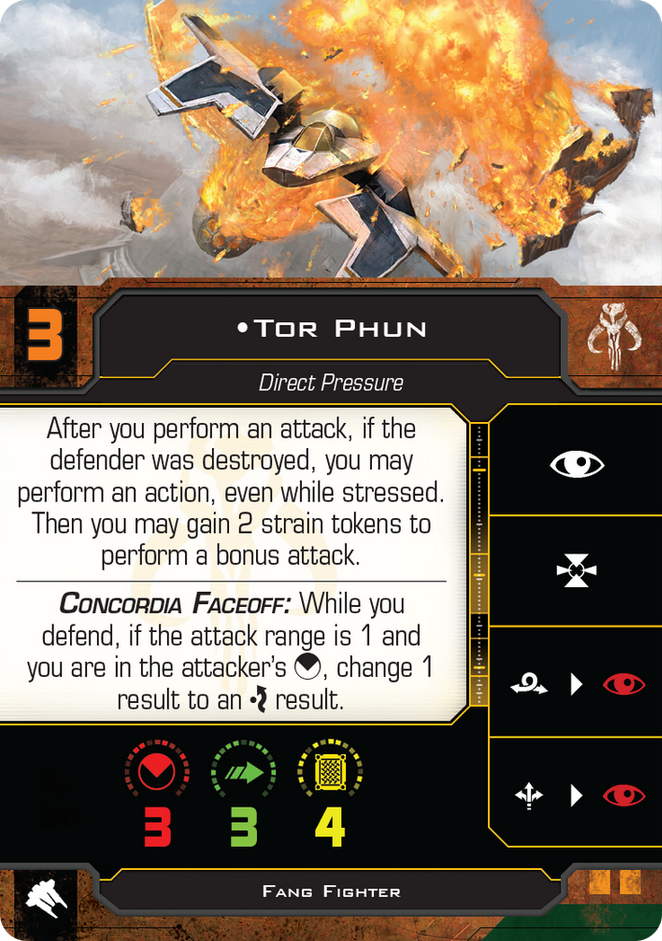 3
•Tor Phun
Direct Pressure
After you perform an attack, if the
defender was destroyed, you may
perform an action, even while stressed.
Then you may gain 2 strain tokens to
perform a bonus attack.
Concordia Faceoff: While you
defend, if the attack range is 1 and
you are in the attacker's , change 1
result to an result.
3 3 4
Fang Fighter